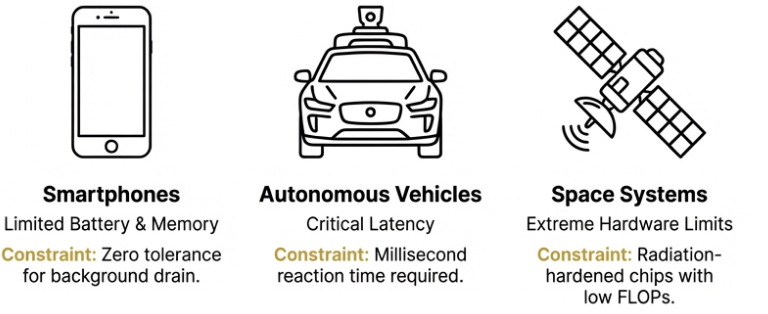 Smartphones
Limited Battery & Memory
Constraint: Zero tolerance
for background drain.
Autonomous Vehicles
Critical Latency
Constraint: Millisecond
reaction time required.
Space Systems
Extreme Hardware Limits
Constraint: Radiation-
hardened chips with
low FLOPs.